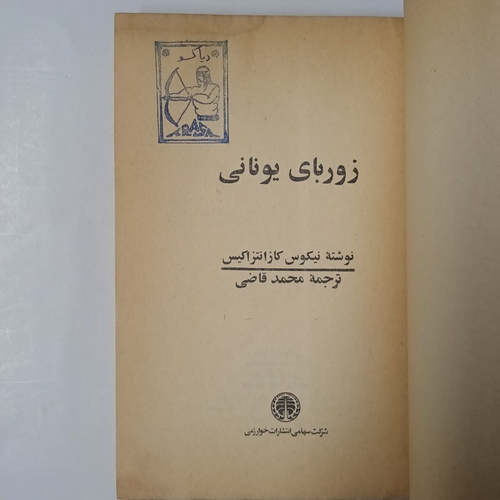 دیاکو
زوربای یونانی
نوشتهٔ نیکوس کازانتزاکیس
ترجمهٔ محمد قاضی
شرکت سهامی انتشارات خوارزمی